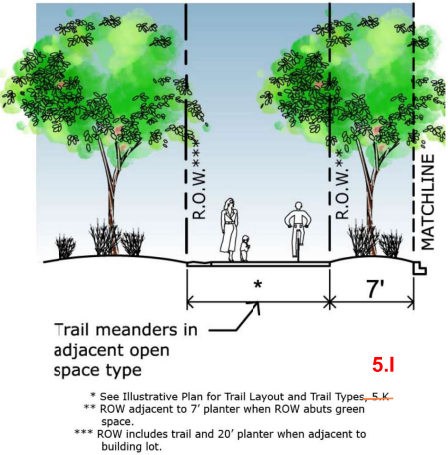 R.O.W.***
R.O.W.**
MATCHLINE
*
7'
Trail meanders in
adjacent open
space type
5.I
* See Illustrative Plan for Trail Layout and Trail Types, 5.K
** ROW adjacent to 7' planter when ROW abuts green
space.
*** ROW includes trail and 20' planter when adjacent to
building lot.